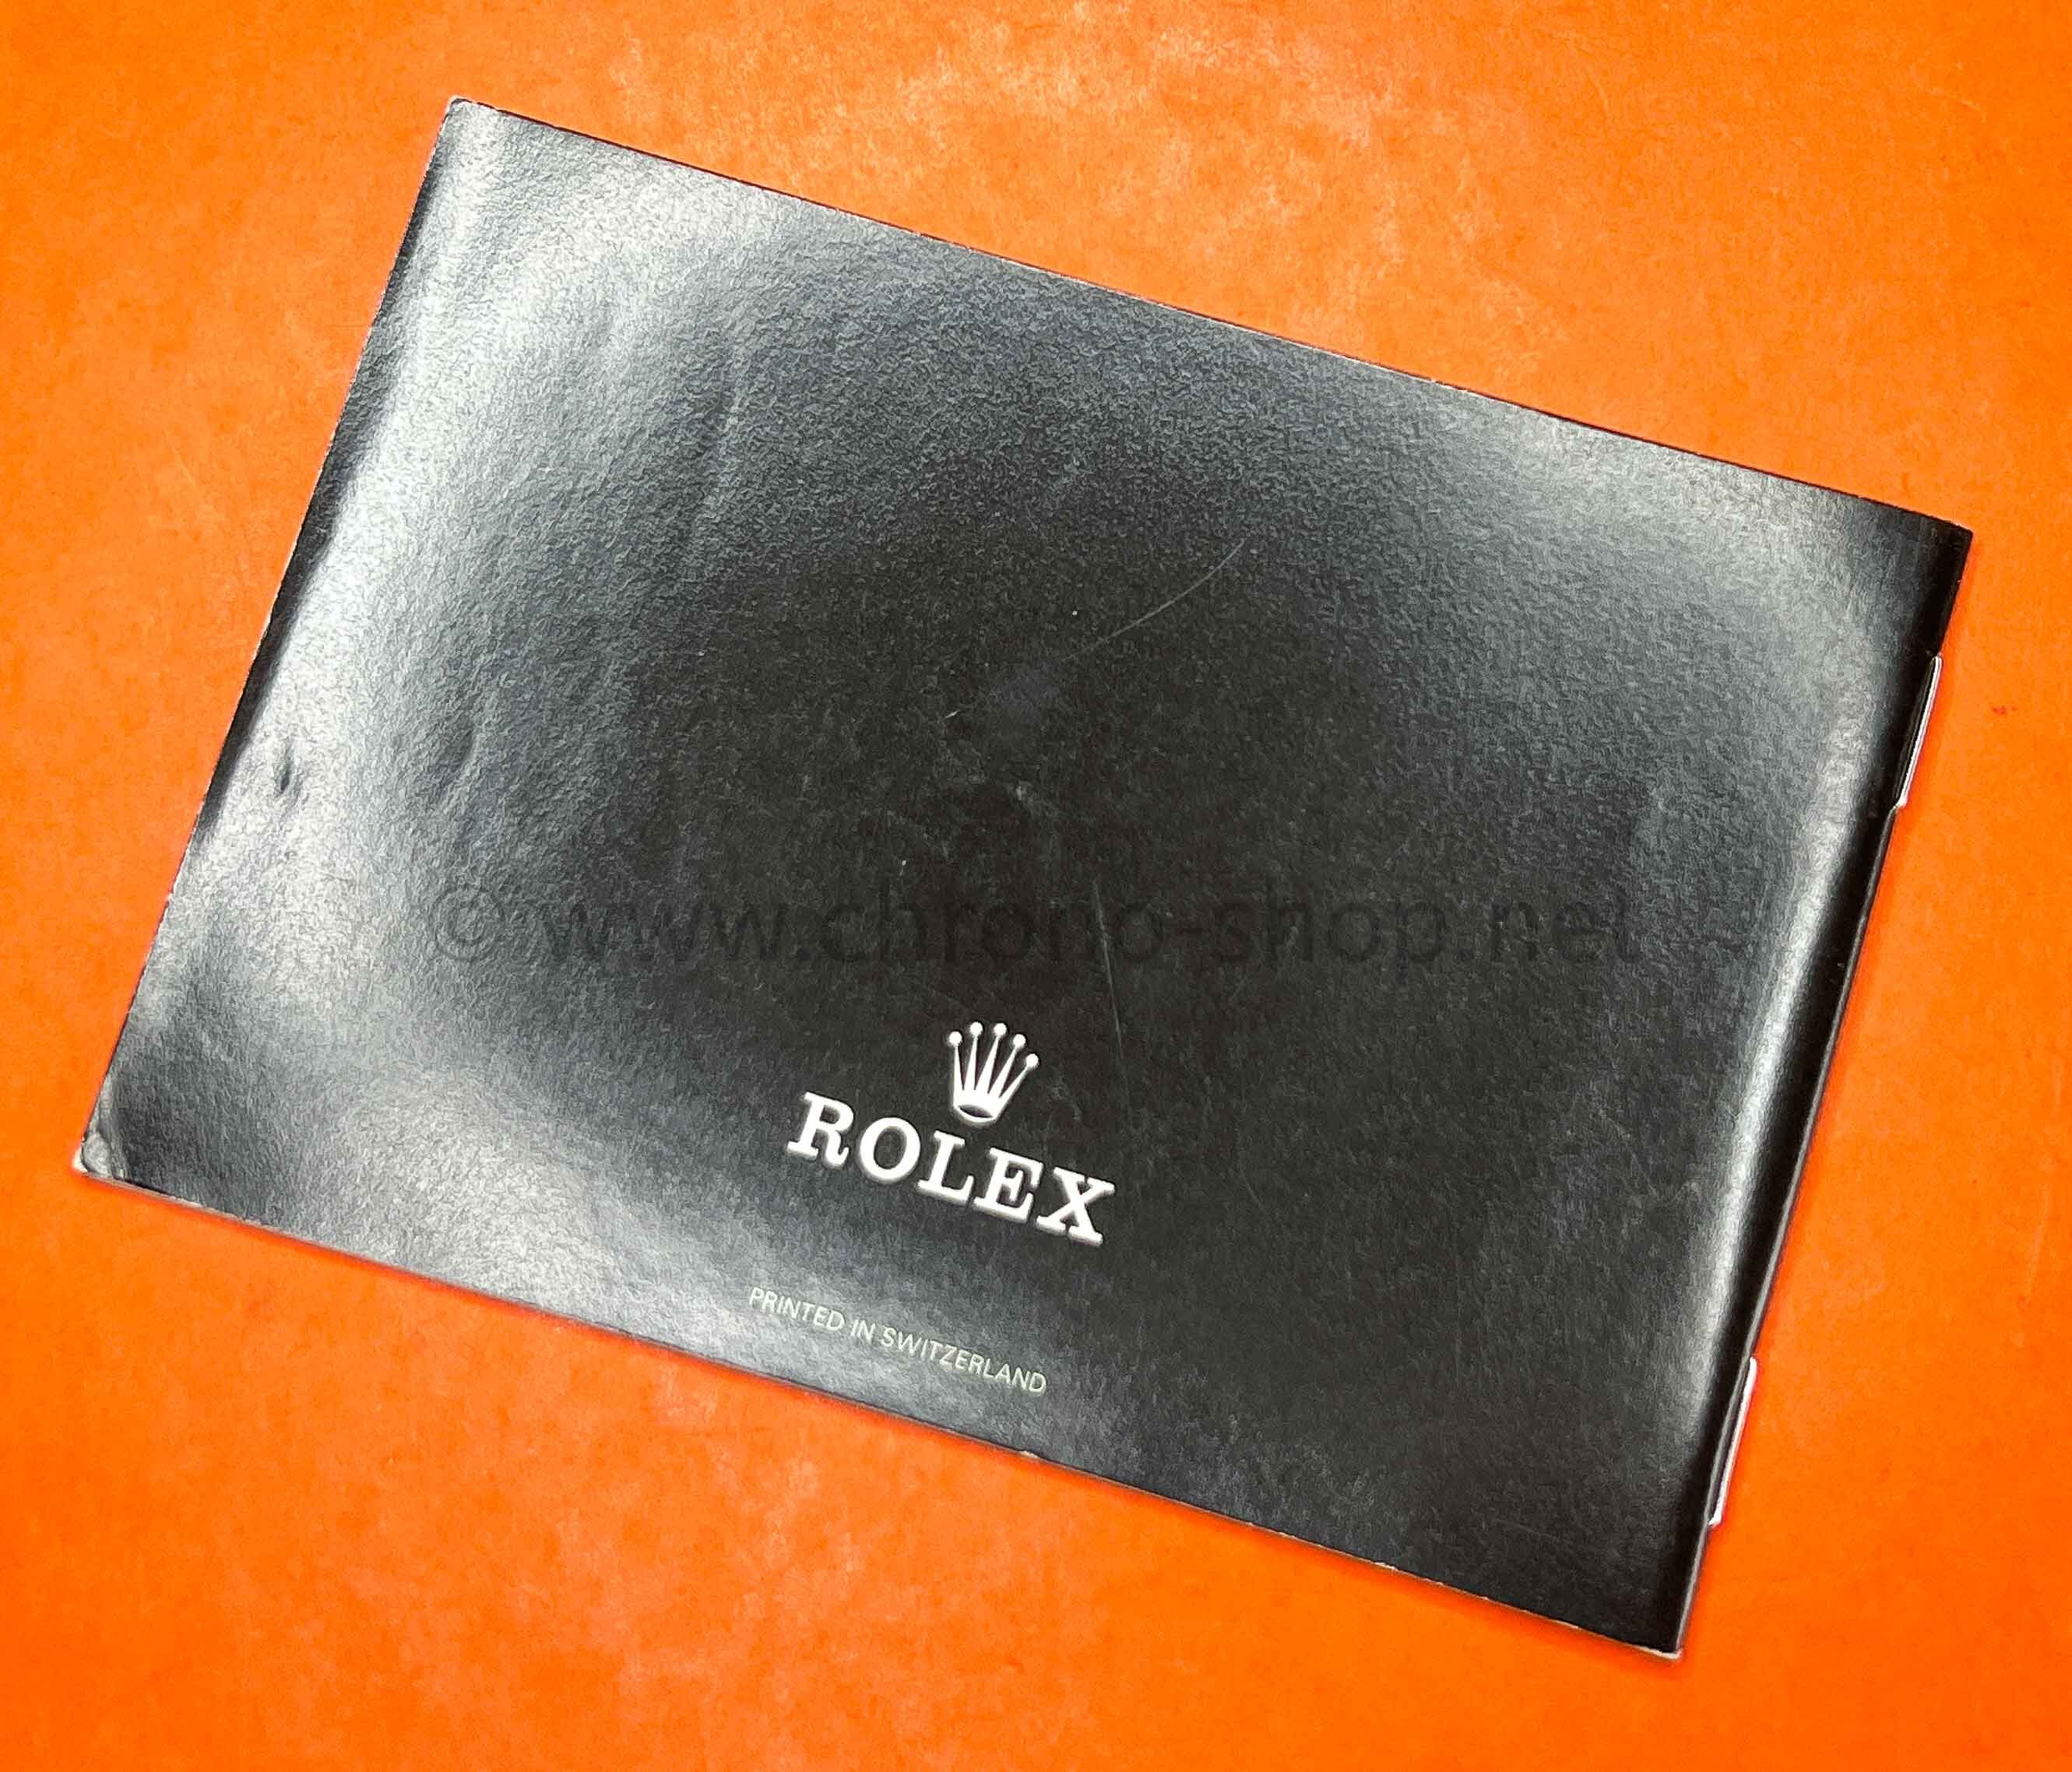 © www.chrono-shop.net
ROLEX
PRINTED IN SWITZERLAND